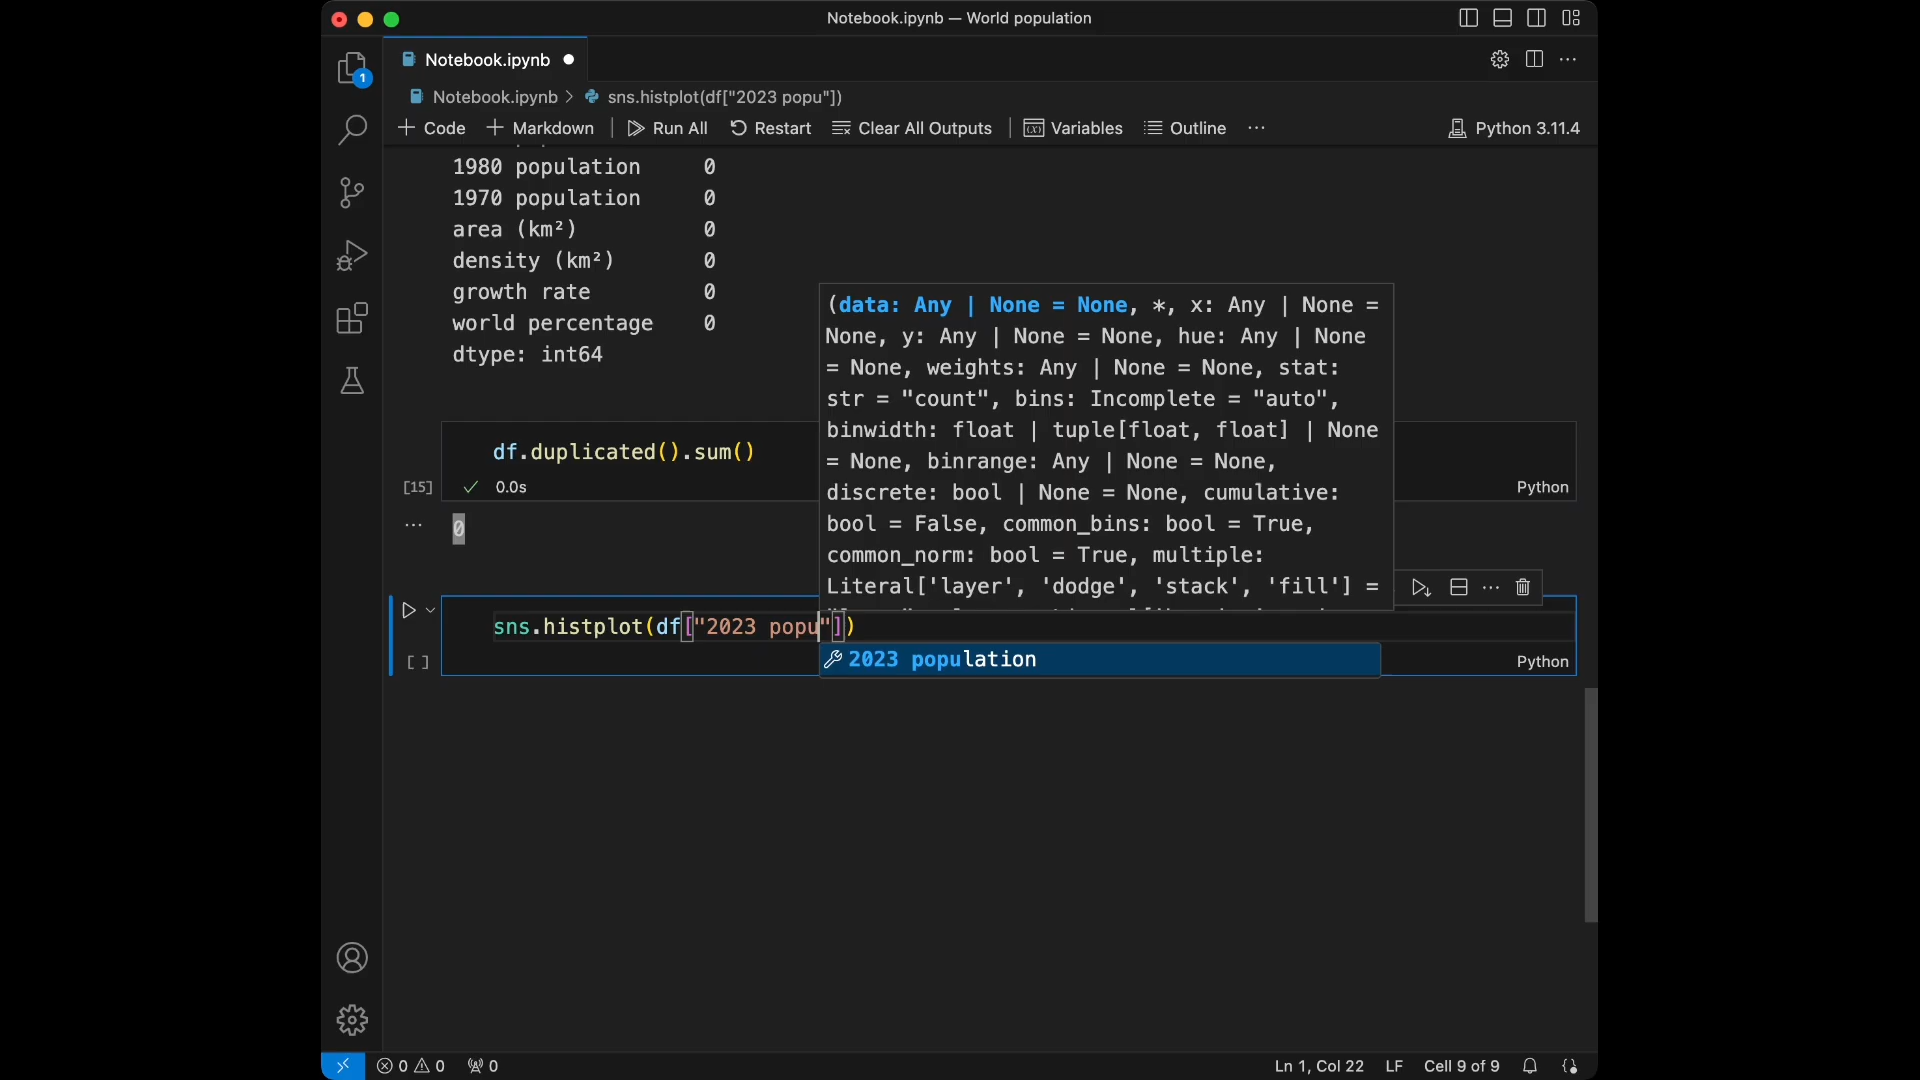 Notebook.ipynb — World population
1
Notebook.ipynb
Notebook.ipynb > sns.histplot(df["2023 popu"])
Code Markdown Run All Restart Clear All Outputs Variables Outline ··· Python 3.11.4
1980 population 0
1970 population 0
area (km²) 0
density (km²) 0
growth rate 0
world percentage 0
dtype: int64
(data: Any | None = None, *, x: Any | None =
None, y: Any | None = None, hue: Any | None
= None, weights: Any | None = None, stat:
str = "count", bins: Incomplete = "auto",
binwidth: float | tuple[float, float] | None
= None, binrange: Any | None = None,
discrete: bool | None = None, cumulative:
bool = False, common_bins: bool = True,
common_norm: bool = True, multiple:
Literal['layer', 'dodge', 'stack', 'fill'] =
df.duplicated().sum()
[15] 0.0s Python
0
sns.histplot(df["2023 popu"])
2023 population
[ ] Python
0 0 0 Ln 1, Col 22 LF Cell 9 of 9